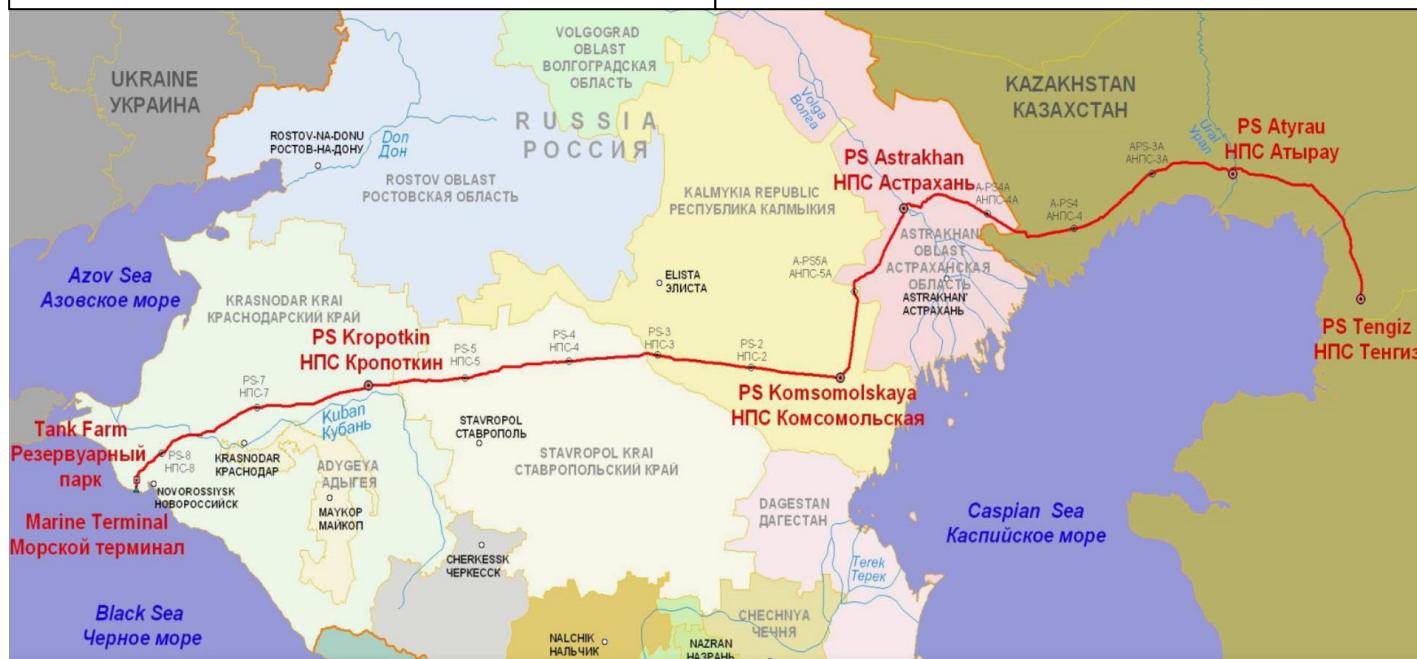 UKRAINE
УКРАИНА
VOLGOGRAD
OBLAST
ВОЛГОГРАДСКАЯ
ОБЛАСТЬ
RUSSIA
РОССИЯ
KAZAKHSTAN
КАЗАХСТАН
Volga
Волга
Ural
Урал
ROSTOV-NA-DONU
РОСТОВ-НА-ДОНУ
Don
Дон
ROSTOV OBLAST
РОСТОВСКАЯ ОБЛАСТЬ
KALMYKIA REPUBLIC
РЕСПУБЛИКА КАЛМЫКИЯ
PS Astrakhan
НПС Астрахань
A-PS4A
АНПС-4А
A-PS4
АНПС-4
APS-3A
АНПС-3А
PS Atyrau
НПС Атырау
Azov Sea
Азовское море
KRASNODAR KRAI
КРАСНОДАРСКИЙ КРАЙ
ELISTA
ЭЛИСТА
A-PS5A
АНПС-5А
ASTRAKHAN'
OBLAST
АСТРАХАНСКАЯ
ОБЛАСТЬ
ASTRAKHAN'
АСТРАХАНЬ
PS Tengiz
НПС Тенгиз
PS Kropotkin
НПС Кропоткин
PS-5
НПС-5
PS-4
НПС-4
PS-3
НПС-3
PS-2
НПС-2
PS-7
НПС-7
PS Komsomolskaya
НПС Комсомольская
Kuban
Кубань
Tank Farm
Резервуарный
парк
PS-8
НПС-8
KRASNODAR
КРАСНОДАР
STAVROPOL
СТАВРОПОЛЬ
STAVROPOL KRAI
СТАВРОПОЛЬСКИЙ КРАЙ
ADYGEYA
АДЫГЕЯ
NOVOROSSIYSK
НОВОРОССИЙСК
MAYKOP
МАЙКОП
Marine Terminal
Морской терминал
DAGESTAN
ДАГЕСТАН
Caspian Sea
Каспийское море
CHERKESSK
ЧЕРКЕССК
Terek
Терек
Black Sea
Черное море
CHECHNYA
ЧЕЧНЯ
NALCHIK
НАЛЬЧИК
NAZRAN
НАЗРАНЬ